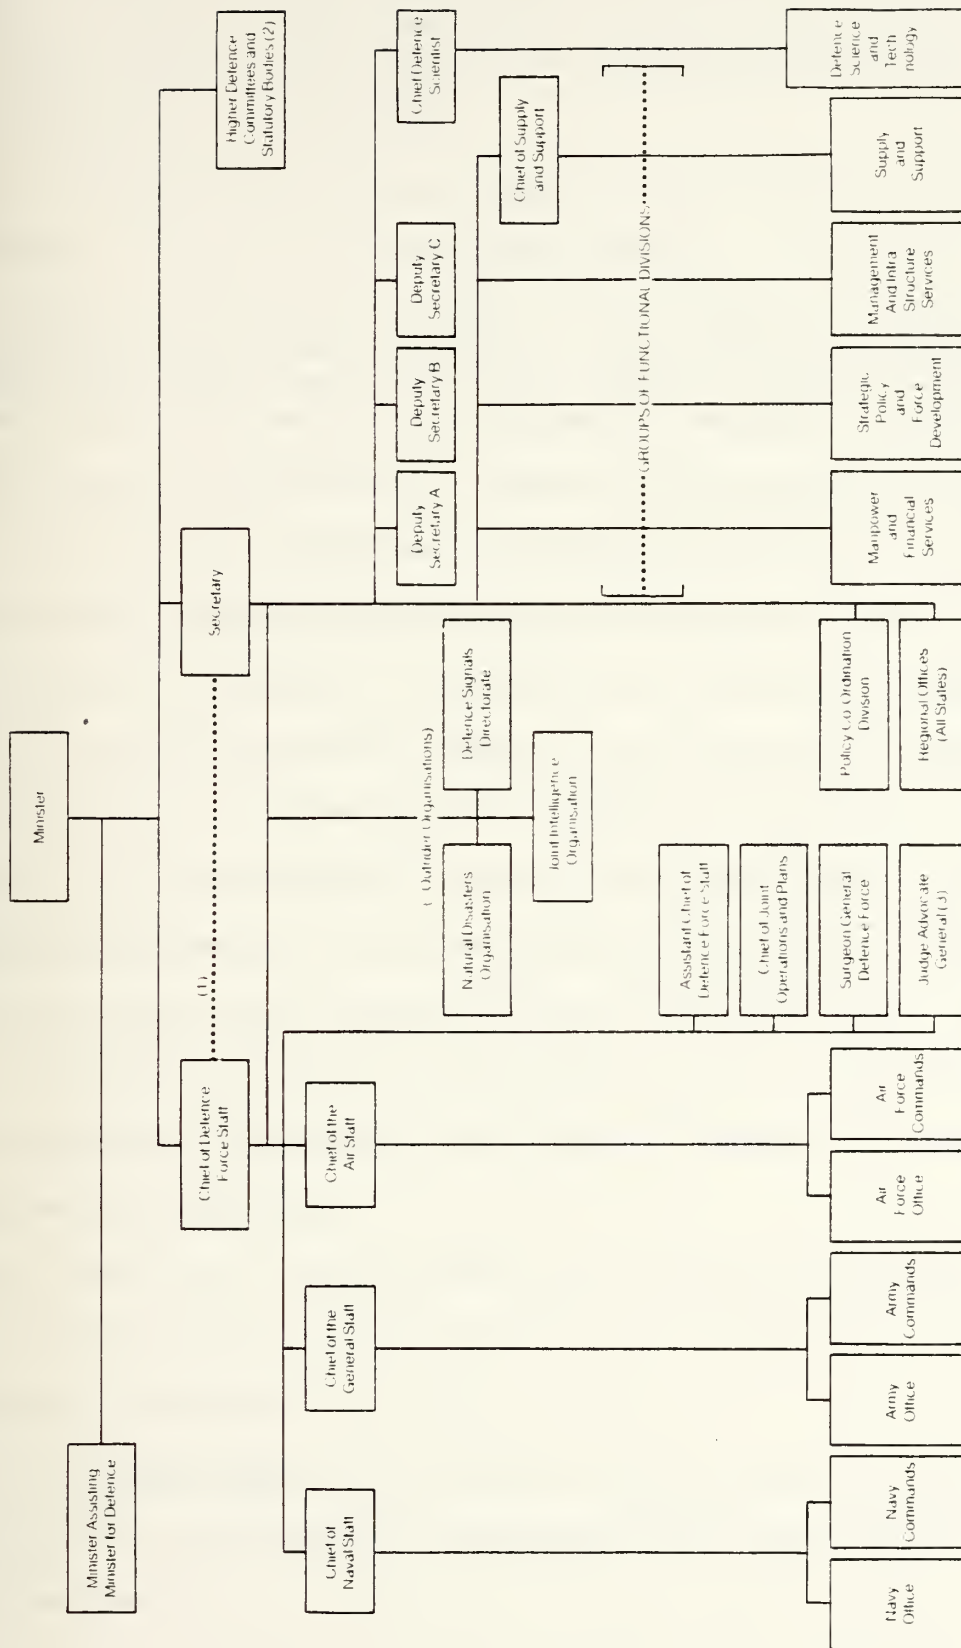 Minister
Minister Assisting
Minister for Defence
Higher Defence
Committees and
Statutory Bodies (2)
Chief of Defence
Force Staff
(1)
Secretary
Chief of
Naval Staff
Chief of the
General Staff
Chief of the
Air Staff
Deputy
Secretary A
Deputy
Secretary B
Deputy
Secretary C
Chief Defence
Scientist
(Outrider Organisations)
Natural Disasters
Organisation
Defence Signals
Directorate
Joint Intelligence
Organisation
Chief of Supply
and Support
GROUPS OF FUNCTIONAL DIVISIONS
Assistant Chief of
Defence Force Staff
Chief of Joint
Operations and Plans
Surgeon General
Defence Force
Judge Advocate
General (3)
Policy Co Ordination
Division
Regional Offices
(All States)
Navy
Office
Navy
Commands
Army
Office
Army
Commands
Air
Force
Office
Air
Force
Commands
Manpower
and
Financial
Services
Strategic
Policy
and
Force
Development
Management
And Infra
Structure
Services
Supply
and
Support
Defence
Science
and
Tech
nology